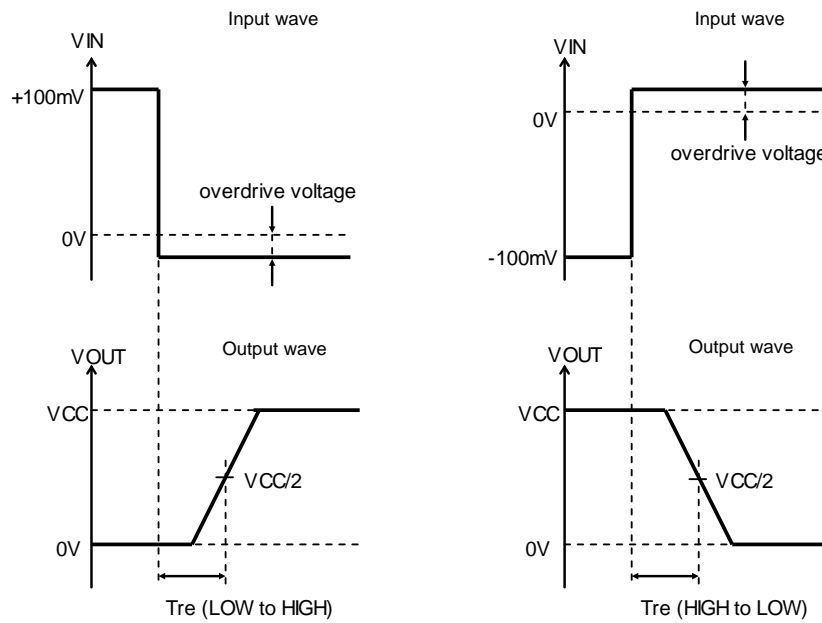 Input wave
VIN
+100mV
overdrive voltage
0V
Output wave
VOUT
VCC
VCC/2
0V
Tre (LOW to HIGH)
Input wave
VIN
0V
overdrive voltage
-100mV
Output wave
VOUT
VCC
VCC/2
0V
Tre (HIGH to LOW)